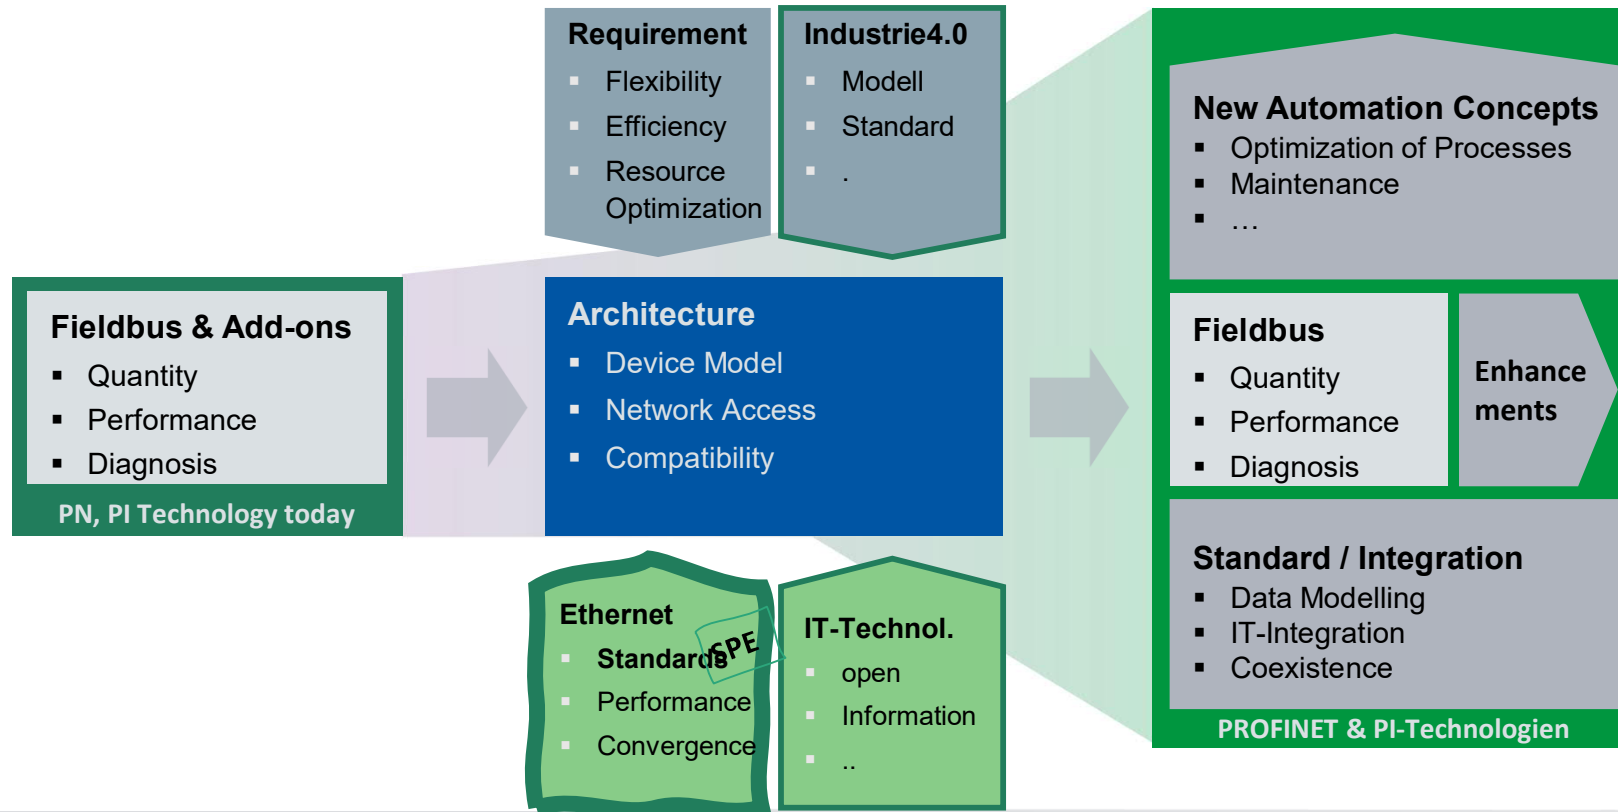 Requirement
▪ Flexibility
▪ Efficiency
▪ Resource
Optimization
Industrie4.0
▪ Modell
▪ Standard
▪ .
Fieldbus & Add-ons
▪ Quantity
▪ Performance
▪ Diagnosis
PN, PI Technology today
Architecture
▪ Device Model
▪ Network Access
▪ Compatibility
Ethernet
▪ Standards
▪ Performance
▪ Convergence
SPE
IT-Technol.
▪ open
▪ Information
▪ ..
New Automation Concepts
▪ Optimization of Processes
▪ Maintenance
▪ …
Fieldbus
▪ Quantity
▪ Performance
▪ Diagnosis
Enhance
ments
Standard / Integration
▪ Data Modelling
▪ IT-Integration
▪ Coexistence
PROFINET & PI-Technologien